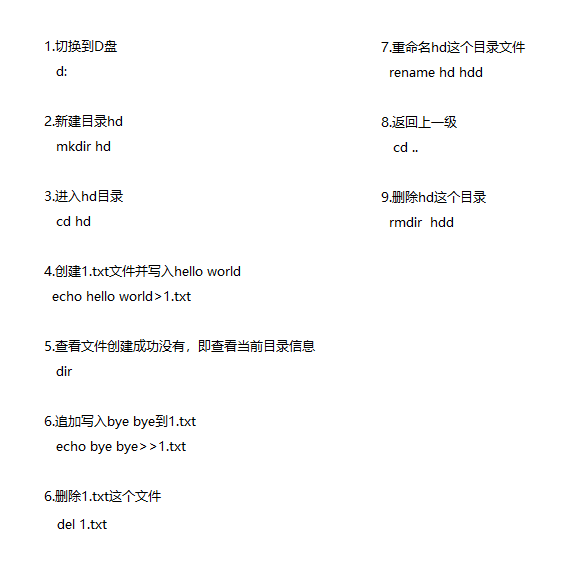 1.切换到D盘
d:
2.新建目录hd
mkdir hd
3.进入hd目录
cd hd
4.创建1.txt文件并写入hello world
echo hello world>1.txt
5.查看文件创建成功没有，即查看当前目录信息
dir
6.追加写入bye bye到1.txt
echo bye bye>>1.txt
6.删除1.txt这个文件
del 1.txt
7.重命名hd这个目录文件
rename hd hdd
8.返回上一级
cd ..
9.删除hd这个目录
rmdir  hdd